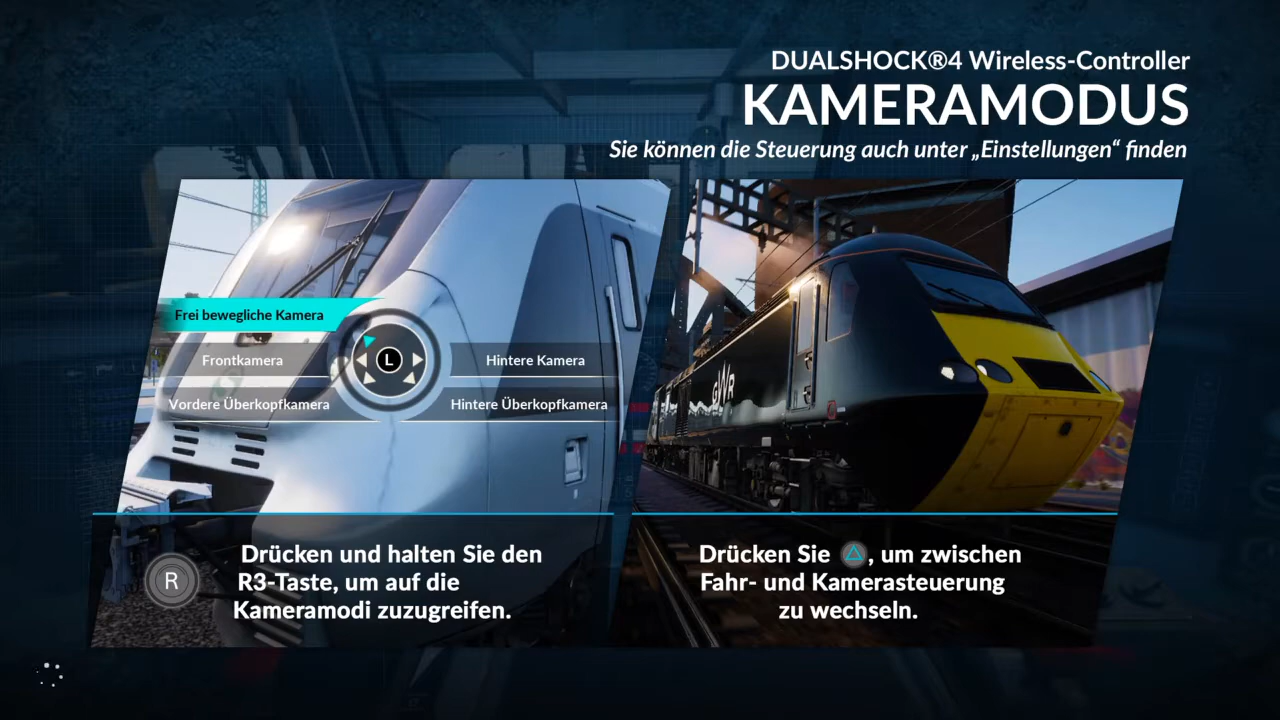 DUALSHOCK®4 Wireless-Controller
KAMERAMODUS
Sie können die Steuerung auch unter „Einstellungen“ finden
Frei bewegliche Kamera
Frontkamera
L
Hintere Kamera
Vordere Überkopfkamera
Hintere Überkopfkamera
GWR
R
Drücken und halten Sie den
R3-Taste, um auf die
Kameramodi zuzugreifen.
Drücken Sie , um zwischen
Fahr- und Kamerasteuerung
zu wechseln.